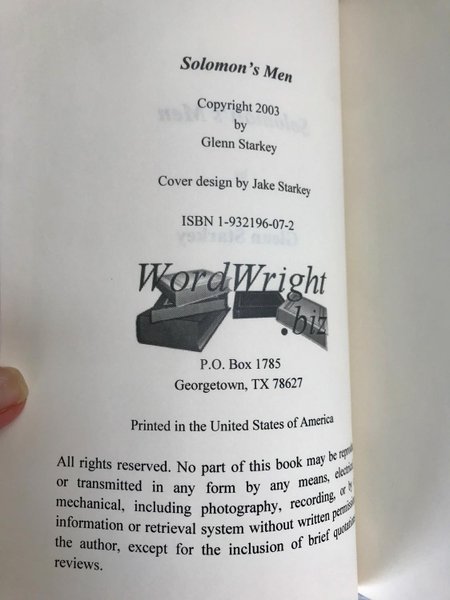 Solomon's Men
Copyright 2003
by
Glenn Starkey
Cover design by Jake Starkey
ISBN 1-932196-07-2
WordWright
.biz
P.O. Box 1785
Georgetown, TX 78627
Printed in the United States of America
All rights reserved. No part of this book may be
or transmitted in any form by any means,
mechanical, including photography, recording, or by
information or retrieval system without written
the author, except for the inclusion of brief
reviews.